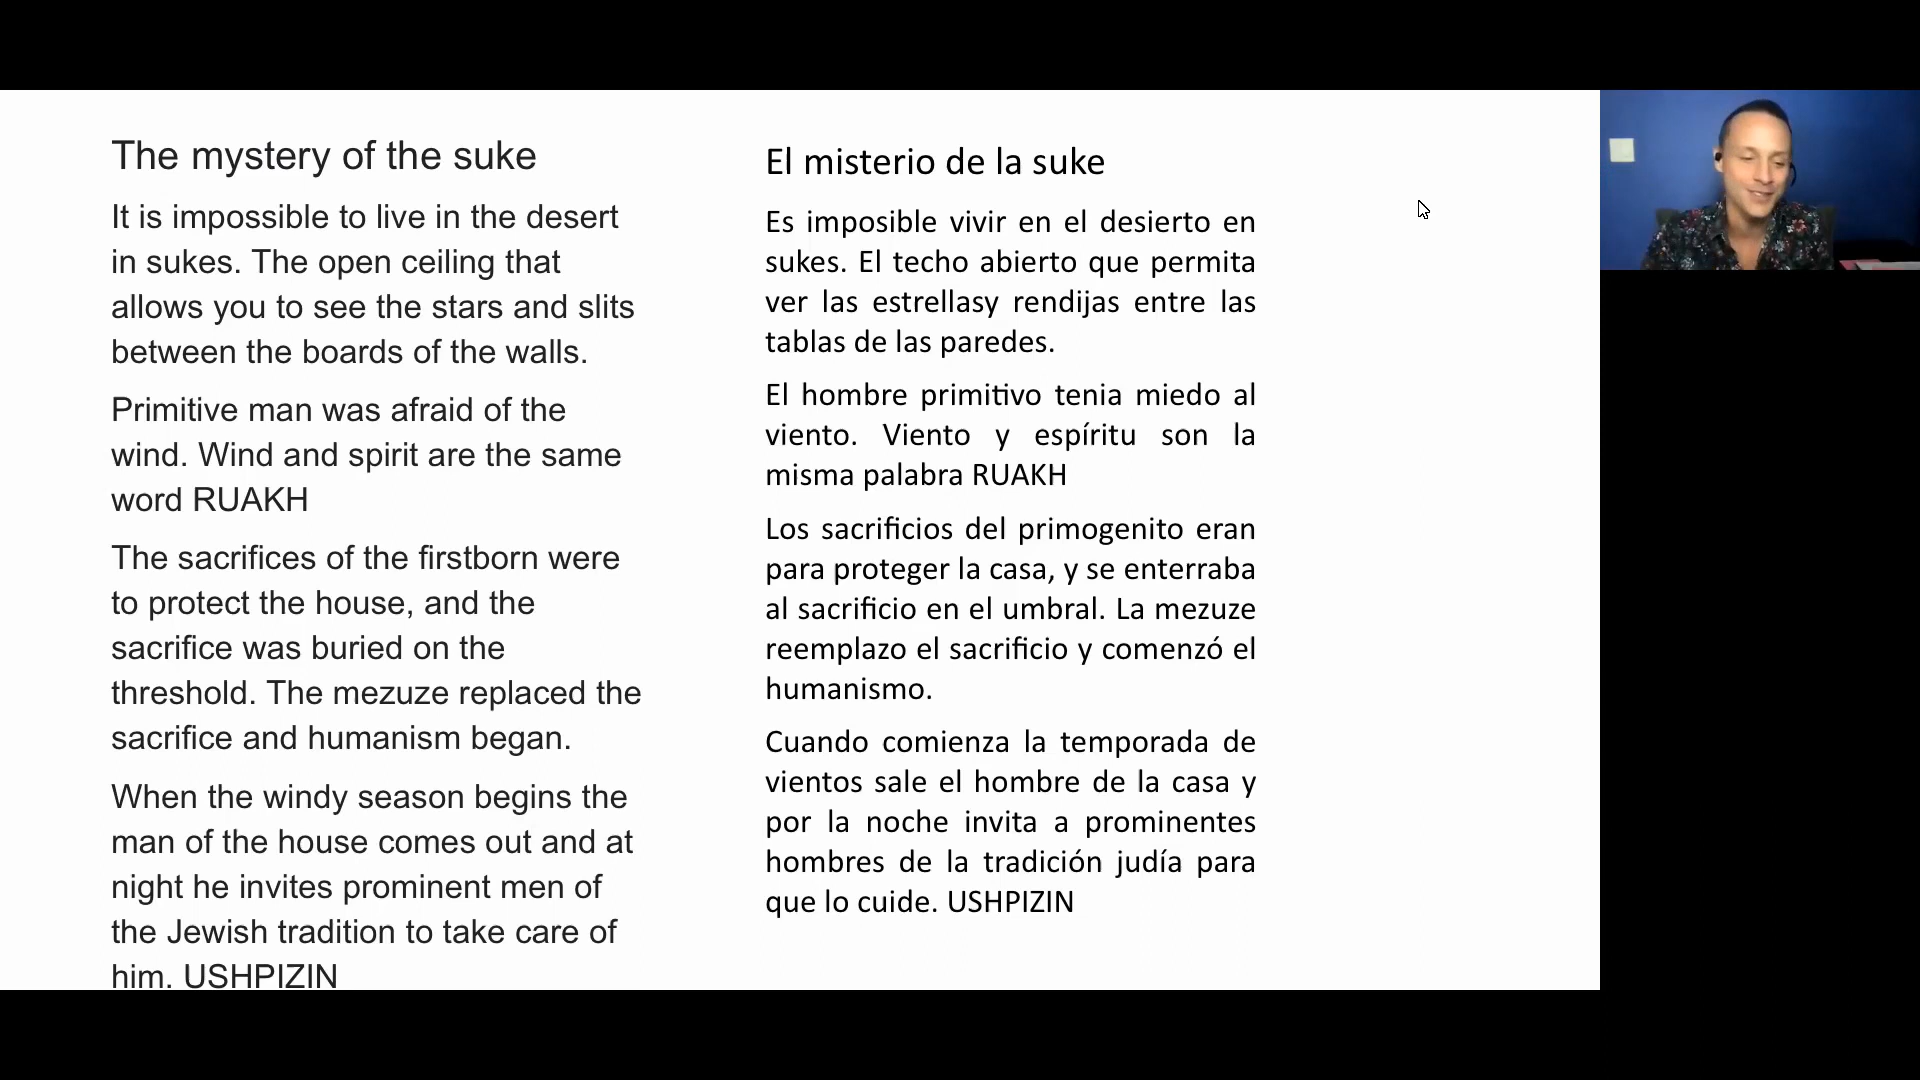 The mystery of the suke
It is impossible to live in the desert
in sukes. The open ceiling that
allows you to see the stars and slits
between the boards of the walls.
Primitive man was afraid of the
wind. Wind and spirit are the same
word RUAKH
The sacrifices of the firstborn were
to protect the house, and the
sacrifice was buried on the
threshold. The mezuze replaced the
sacrifice and humanism began.
When the windy season begins the
man of the house comes out and at
night he invites prominent men of
the Jewish tradition to take care of
him. USHPIZIN
El misterio de la suke
Es imposible vivir en el desierto en
sukes. El techo abierto que permita
ver las estrellasy rendijas entre las
tablas de las paredes.
El hombre primitivo tenia miedo al
viento. Viento y espíritu son la
misma palabra RUAKH
Los sacrificios del primogenito eran
para proteger la casa, y se enterraba
al sacrificio en el umbral. La mezuze
reemplazo el sacrificio y comenzó el
humanismo.
Cuando comienza la temporada de
vientos sale el hombre de la casa y
por la noche invita a prominentes
hombres de la tradición judía para
que lo cuide. USHPIZIN